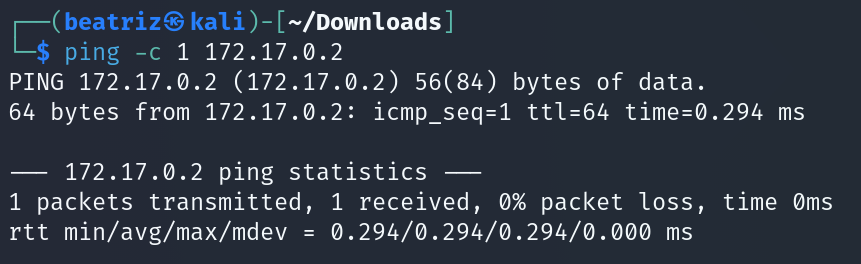 ┌──(beatriz㉿kali)-[~/Downloads]
└─$ ping -c 1 172.17.0.2
PING 172.17.0.2 (172.17.0.2) 56(84) bytes of data.
64 bytes from 172.17.0.2: icmp_seq=1 ttl=64 time=0.294 ms
--- 172.17.0.2 ping statistics ---
1 packets transmitted, 1 received, 0% packet loss, time 0ms
rtt min/avg/max/mdev = 0.294/0.294/0.294/0.000 ms